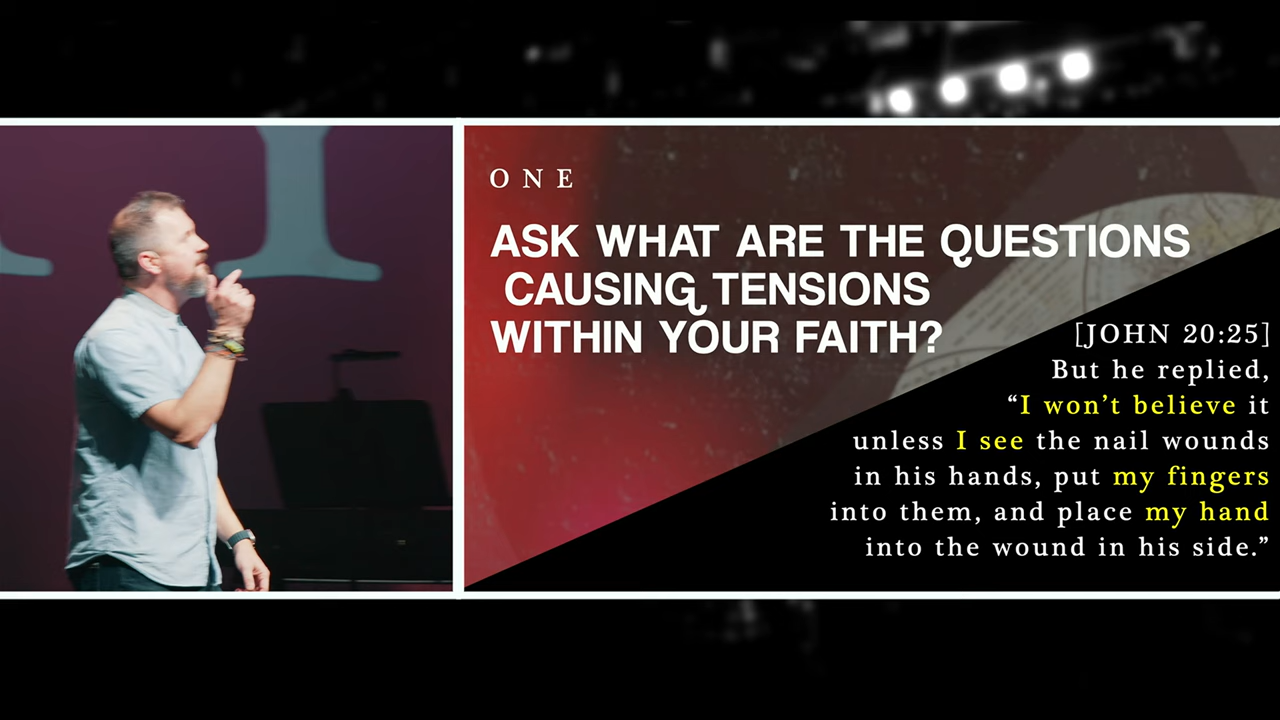 ONE
ASK WHAT ARE THE QUESTIONS
CAUSING TENSIONS
WITHIN YOUR FAITH?
[JOHN 20:25]
But he replied,
“I won’t believe it
unless I see the nail wounds
in his hands, put my fingers
into them, and place my hand
into the wound in his side.”